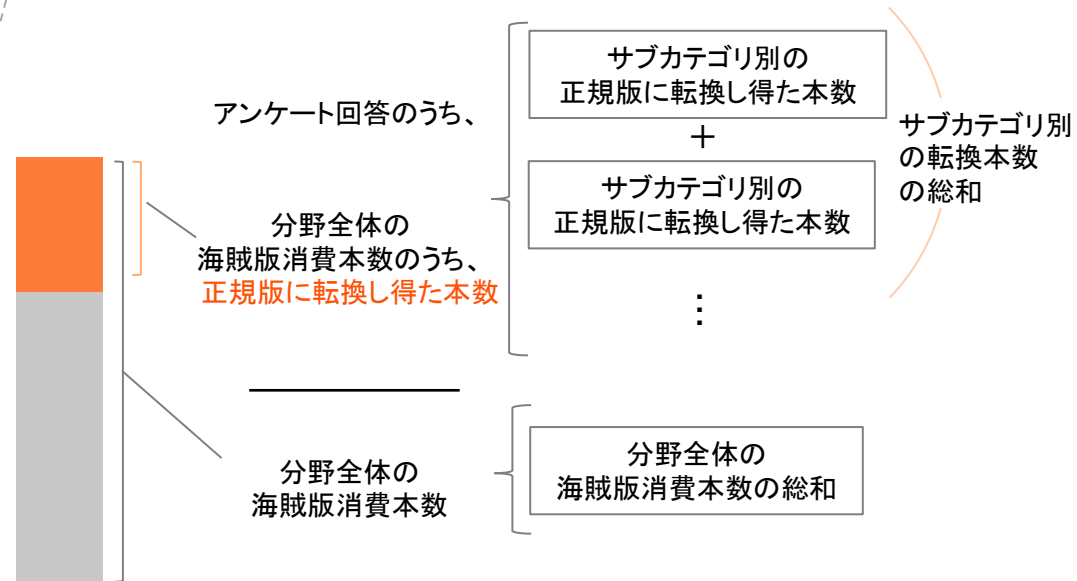 アンケート回答のうち、
分野全体の
海賊版消費本数のうち、
正規版に転換し得た本数
サブカテゴリ別の
正規版に転換し得た本数
＋
サブカテゴリ別の
正規版に転換し得た本数
…
サブカテゴリ別
の転換本数
の総和
分野全体の
海賊版消費本数
分野全体の
海賊版消費本数の総和